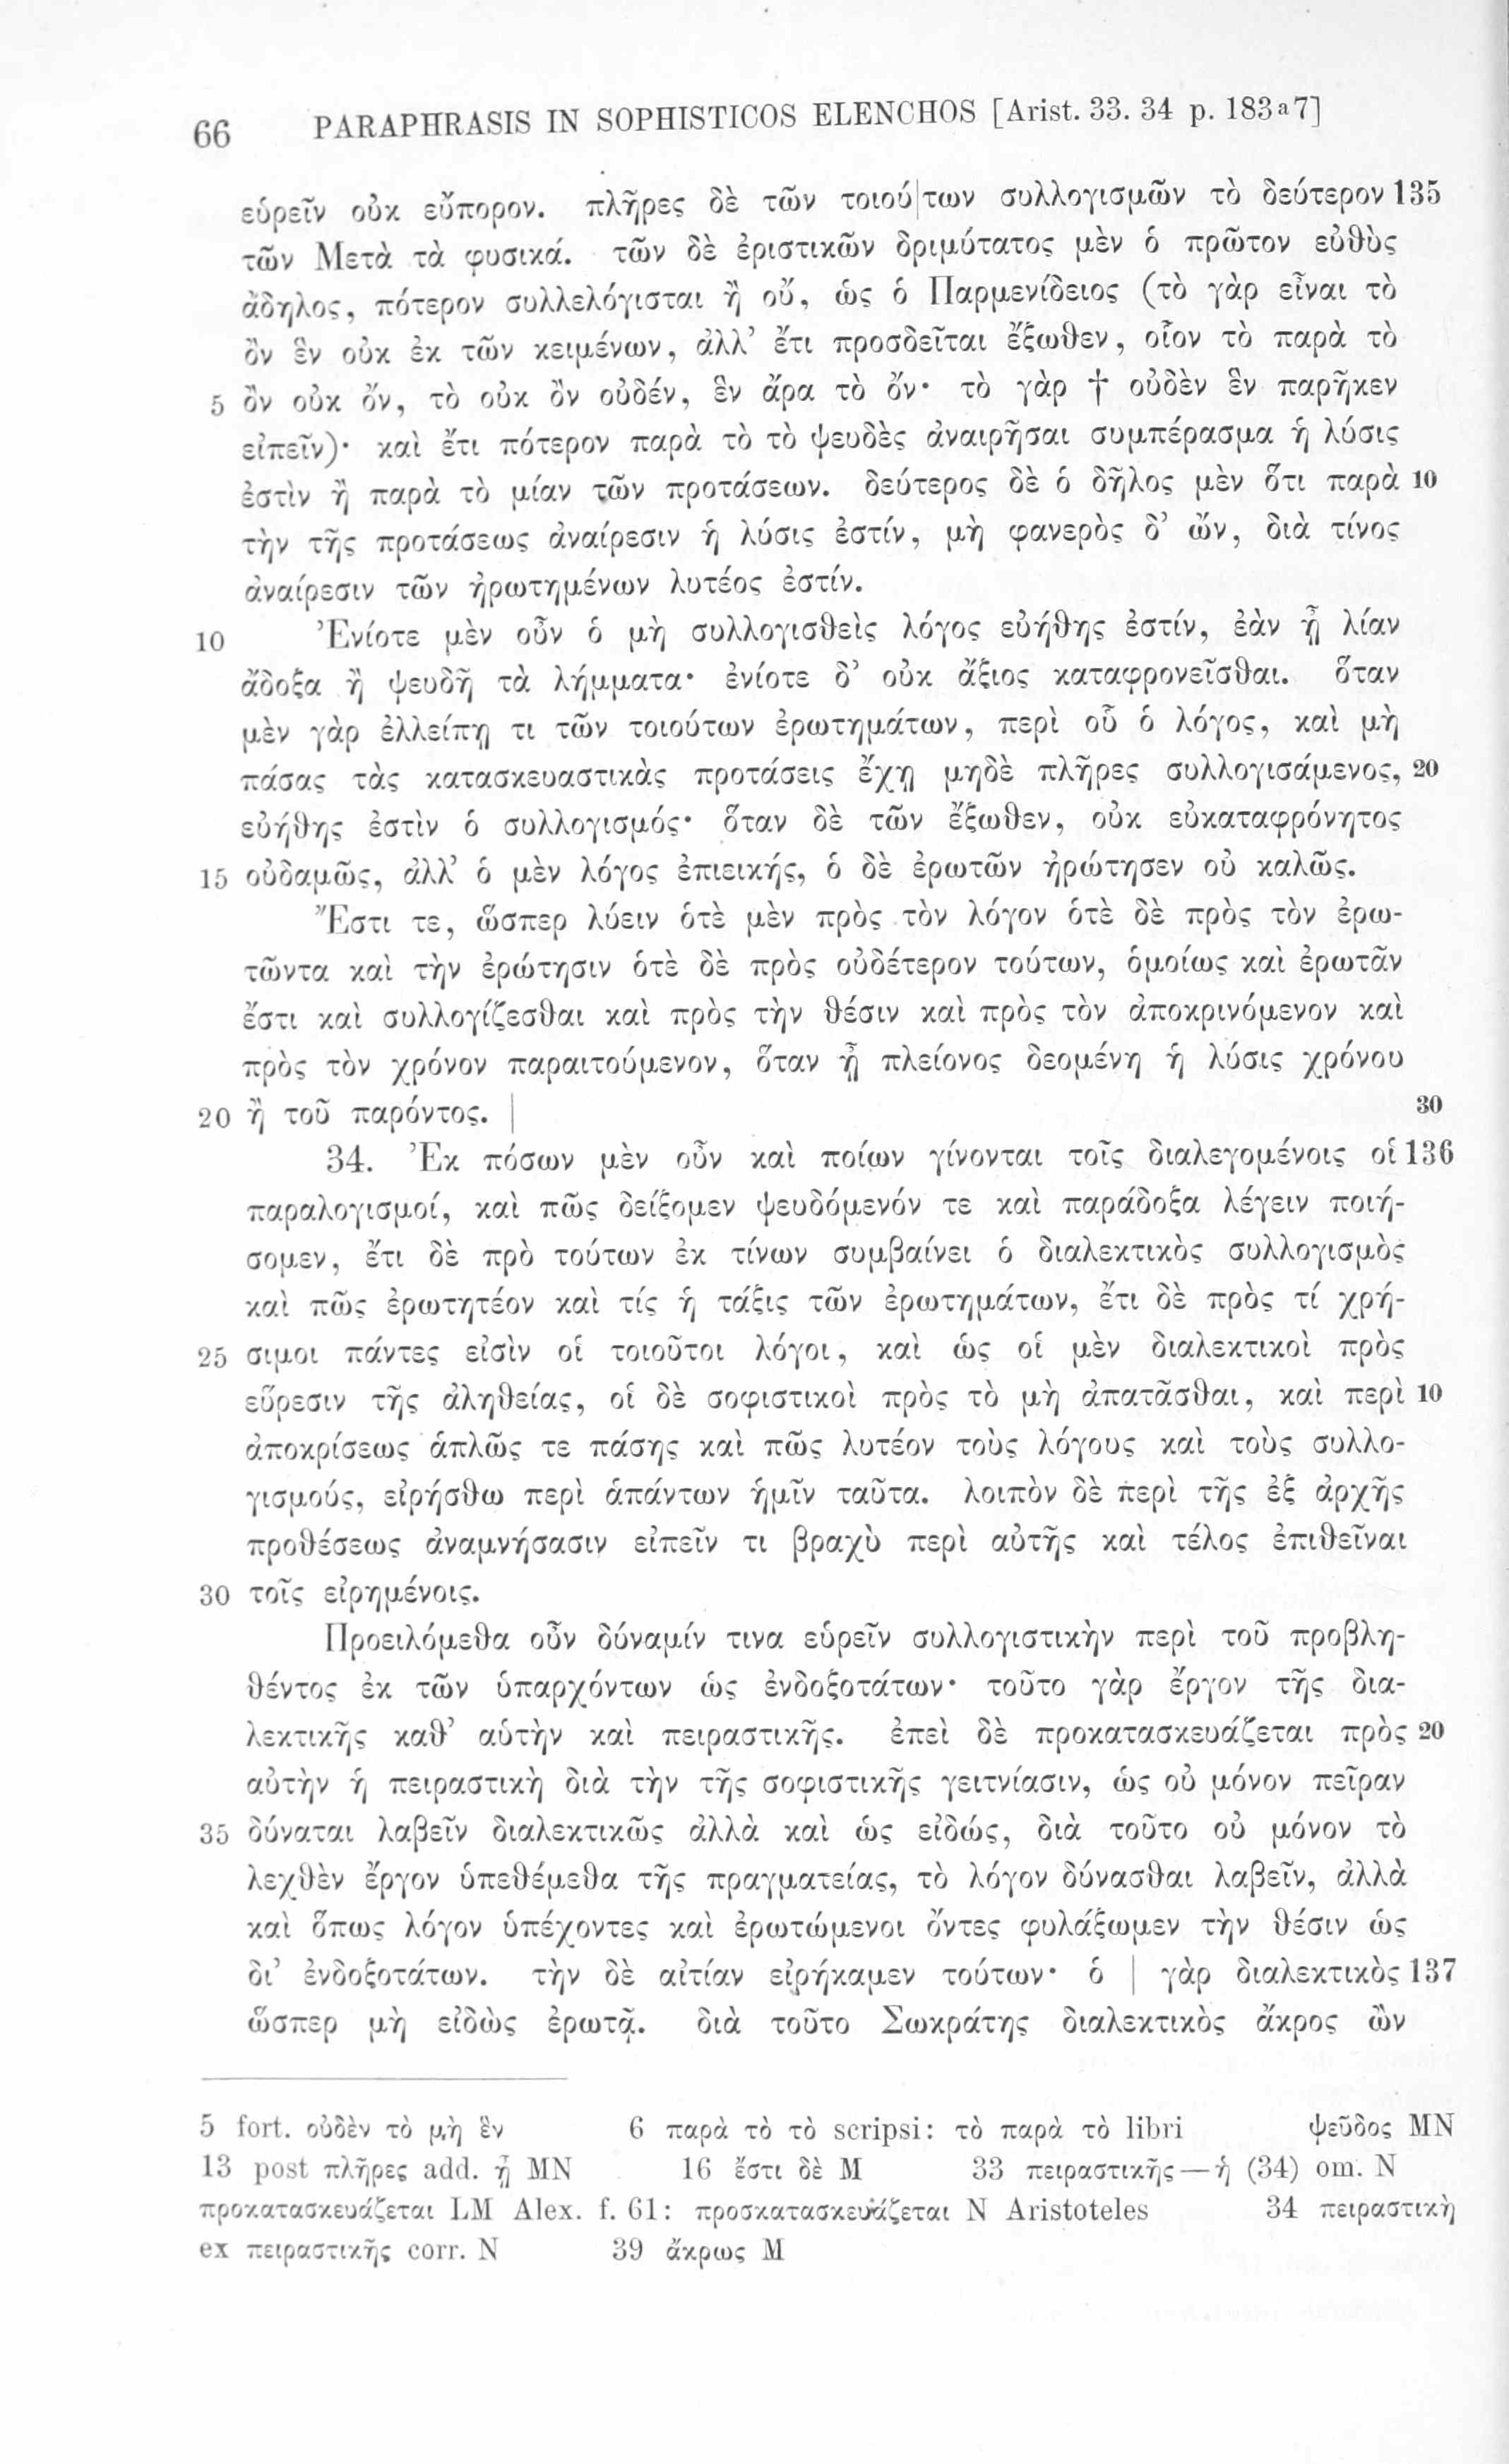 66 PARAPHRASIS IN SOPHISTICOS ELENCHOS [Arist. 33. 34 p. 183a7]
εὑρεῖν οὐκ εὔπορον. πλῆρες δὲ τῶν τοιού|των συλλογισμῶν τὸ δεύτερον 135
τῶν Μετὰ τὰ φυσικά. τῶν δὲ ἐριστικῶν δριμύτατος μὲν ὁ πρῶτον εὐθὺς
ἄδηλος, πότερον συλλελόγισται ἢ οὔ, ὡς ὁ Παρμενίδειος (τὸ γὰρ εἶναι τὸ
ὂν ἓν οὐκ ἐκ τῶν κειμένων, ἀλλ’ ἔτι προσδεῖται ἔξωθεν, οἷον τὸ παρὰ τὸ
5 ὂν οὐκ ὄν, τὸ οὐκ ὂν οὐδέν, ἓν ἄρα τὸ ὄν· τὸ γὰρ † οὐδὲν ἓν παρῆκεν
εἰπεῖν)· καὶ ἔτι πότερον παρὰ τὸ τὸ ψευδὲς ἀναιρῆσαι συμπέρασμα ἡ λύσις
ἐστὶν ἢ παρὰ τὸ μίαν τῶν προτάσεων. δεύτερος δὲ ὁ δῆλος μὲν ὅτι παρὰ 10
τὴν τῆς προτάσεως ἀναίρεσιν ἡ λύσις ἐστίν, μὴ φανερὸς δ’ ὤν, διὰ τίνος
ἀναίρεσιν τῶν ἠρωτημένων λυτέος ἐστίν.
10 Ἐνίοτε μὲν οὖν ὁ μὴ συλλογισθεὶς λόγος εὐήθης ἐστίν, ἐὰν ᾖ λίαν
ἄδοξα ἢ ψευδῆ τὰ λήμματα· ἐνίοτε δ’ οὐκ ἄξιος καταφρονεῖσθαι. ὅταν
μὲν γὰρ ἐλλείπῃ τι τῶν τοιούτων ἐρωτημάτων, περὶ οὗ ὁ λόγος, καὶ μὴ
πάσας τὰς κατασκευαστικὰς προτάσεις ἔχῃ μηδὲ πλῆρες συλλογισάμενος, 20
εὐήθης ἐστὶν ὁ συλλογισμός· ὅταν δὲ τῶν ἔξωθεν, οὐκ εὐκαταφρόνητος
15 οὐδαμῶς, ἀλλ’ ὁ μὲν λόγος ἐπιεικής, ὁ δὲ ἐρωτῶν ἠρώτησεν οὐ καλῶς.
Ἔστι τε, ὥσπερ λύειν ὁτὲ μὲν πρὸς τὸν λόγον ὁτὲ δὲ πρὸς τὸν ἐρω-
τῶντα καὶ τὴν ἐρώτησιν ὁτὲ δὲ πρὸς οὐδέτερον τούτων, ὁμοίως καὶ ἐρωτᾶν
ἔστι καὶ συλλογίζεσθαι καὶ πρὸς τὴν θέσιν καὶ πρὸς τὸν ἀποκρινόμενον καὶ
πρὸς τὸν χρόνον παραιτούμενον, ὅταν ᾖ πλείονος δεομένη ἡ λύσις χρόνου
20 ἢ τοῦ παρόντος. | 30
34. Ἐκ πόσων μὲν οὖν καὶ ποίων γίνονται τοῖς διαλεγομένοις οἱ 136
παραλογισμοί, καὶ πῶς δείξομεν ψευδόμενόν τε καὶ παράδοξα λέγειν ποιή-
σομεν, ἔτι δὲ πρὸ τούτων ἐκ τίνων συμβαίνει ὁ διαλεκτικὸς συλλογισμὸς
καὶ πῶς ἐρωτητέον καὶ τίς ἡ τάξις τῶν ἐρωτημάτων, ἔτι δὲ πρὸς τί χρή-
25 σιμοι πάντες εἰσὶν οἱ τοιοῦτοι λόγοι, καὶ ὡς οἱ μὲν διαλεκτικοὶ πρὸς
εὕρεσιν τῆς ἀληθείας, οἱ δὲ σοφιστικοὶ πρὸς τὸ μὴ ἀπατᾶσθαι, καὶ περὶ 10
ἀποκρίσεως ἁπλῶς τε πάσης καὶ πῶς λυτέον τοὺς λόγους καὶ τοὺς συλλο-
γισμούς, εἰρήσθω περὶ ἁπάντων ἡμῖν ταῦτα. λοιπὸν δὲ περὶ τῆς ἐξ ἀρχῆς
προθέσεως ἀναμνήσασιν εἰπεῖν τι βραχὺ περὶ αὐτῆς καὶ τέλος ἐπιθεῖναι
30 τοῖς εἰρημένοις.
Προειλόμεθα οὖν δύναμίν τινα εὑρεῖν συλλογιστικὴν περὶ τοῦ προβλη-
θέντος ἐκ τῶν ὑπαρχόντων ὡς ἐνδοξοτάτων· τοῦτο γὰρ ἔργον τῆς δια-
λεκτικῆς καθ’ αὑτὴν καὶ πειραστικῆς. ἐπεὶ δὲ προκατασκευάζεται πρὸς 20
αὐτὴν ἡ πειραστικὴ διὰ τὴν τῆς σοφιστικῆς γειτνίασιν, ὡς οὐ μόνον πεῖραν
35 δύναται λαβεῖν διαλεκτικῶς ἀλλὰ καὶ ὡς εἰδώς, διὰ τοῦτο οὐ μόνον τὸ
λεχθὲν ἔργον ὑπεθέμεθα τῆς πραγματείας, τὸ λόγον δύνασθαι λαβεῖν, ἀλλὰ
καὶ ὅπως λόγον ὑπέχοντες καὶ ἐρωτώμενοι ὄντες φυλάξωμεν τὴν θέσιν ὡς
δι’ ἐνδοξοτάτων. τὴν δὲ αἰτίαν εἰρήκαμεν τούτων· ὁ | γὰρ διαλεκτικὸς 137
ὥσπερ μὴ εἰδὼς ἐρωτᾷ. διὰ τοῦτο Σωκράτης διαλεκτικὸς ἄκρος ὢν
5 fort. οὐδὲν τὸ μὴ ἓν 6 παρὰ τὸ τὸ scripsi: τὸ παρὰ τὸ libri ψεῦδος MN
13 post πλῆρες add. ᾖ MN 16 ἔστι δὲ M 33 πειραστικῆς — ἡ (34) om. N
προκατασκευάζεται LM Alex. f. 61: προσκατασκευάζεται N Aristoteles 34 πειραστικὴ
ex πειραστικῆς corr. N 39 ἄκρως M